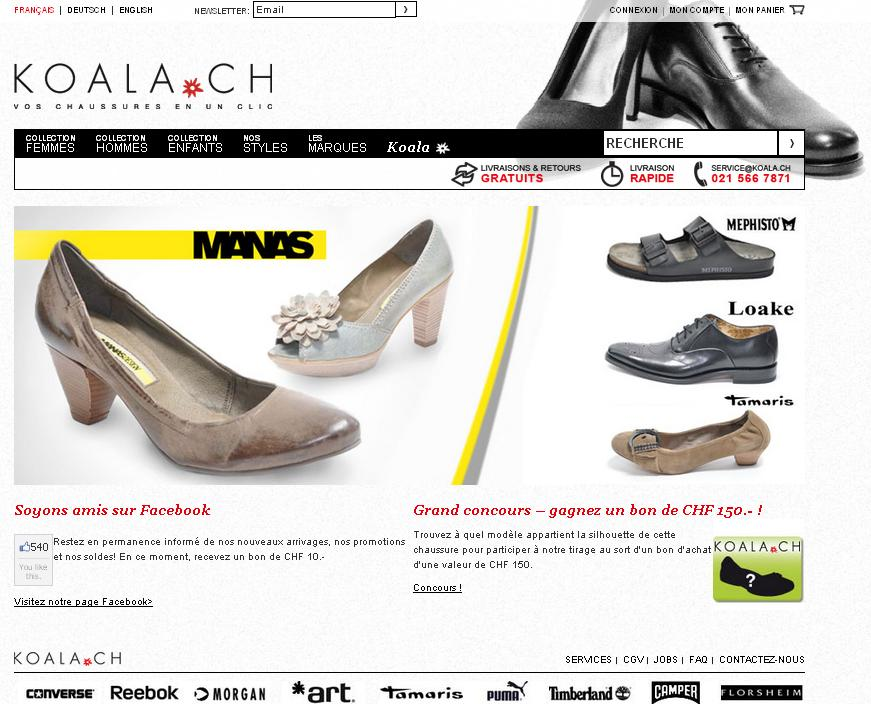 FRANÇAIS | DEUTSCH | ENGLISH
NEWSLETTER: Email
CONNEXION | MON COMPTE | MON PANIER
KOALA CH
VOS CHAUSSURES EN UN CLIC
COLLECTION FEMMES
COLLECTION HOMMES
COLLECTION ENFANTS
NOS STYLES
LES MARQUES
Koala
RECHERCHE
LIVRAISONS & RETOURS
GRATUITS
LIVRAISON
RAPIDE
SERVICE@KOALA.CH
021 566 7871
MANAS
MANAS
MEPHISTO
MEPHISTO
Loake
Tamaris
Soyons amis sur Facebook
540
You like
this.
Restez en permanence informé de nos nouveaux arrivages, nos promotions
et nos soldes! En ce moment, recevez un bon de CHF 10.-
Visitez notre page Facebook>
Grand concours – gagnez un bon de CHF 150.- !
Trouvez à quel modèle appartient la silhouette de cette
chaussure pour participer à notre tirage au sort d'un bon d'achat
d'une valeur de CHF 150.
Concours !
KOALA CH
?
KOALA CH
SERVICES | CGV | JOBS | FAQ | CONTACTEZ-NOUS
CONVERSE Reebok MORGAN art. Tamaris PUMA Timberland CAMPER FLORSHEIM